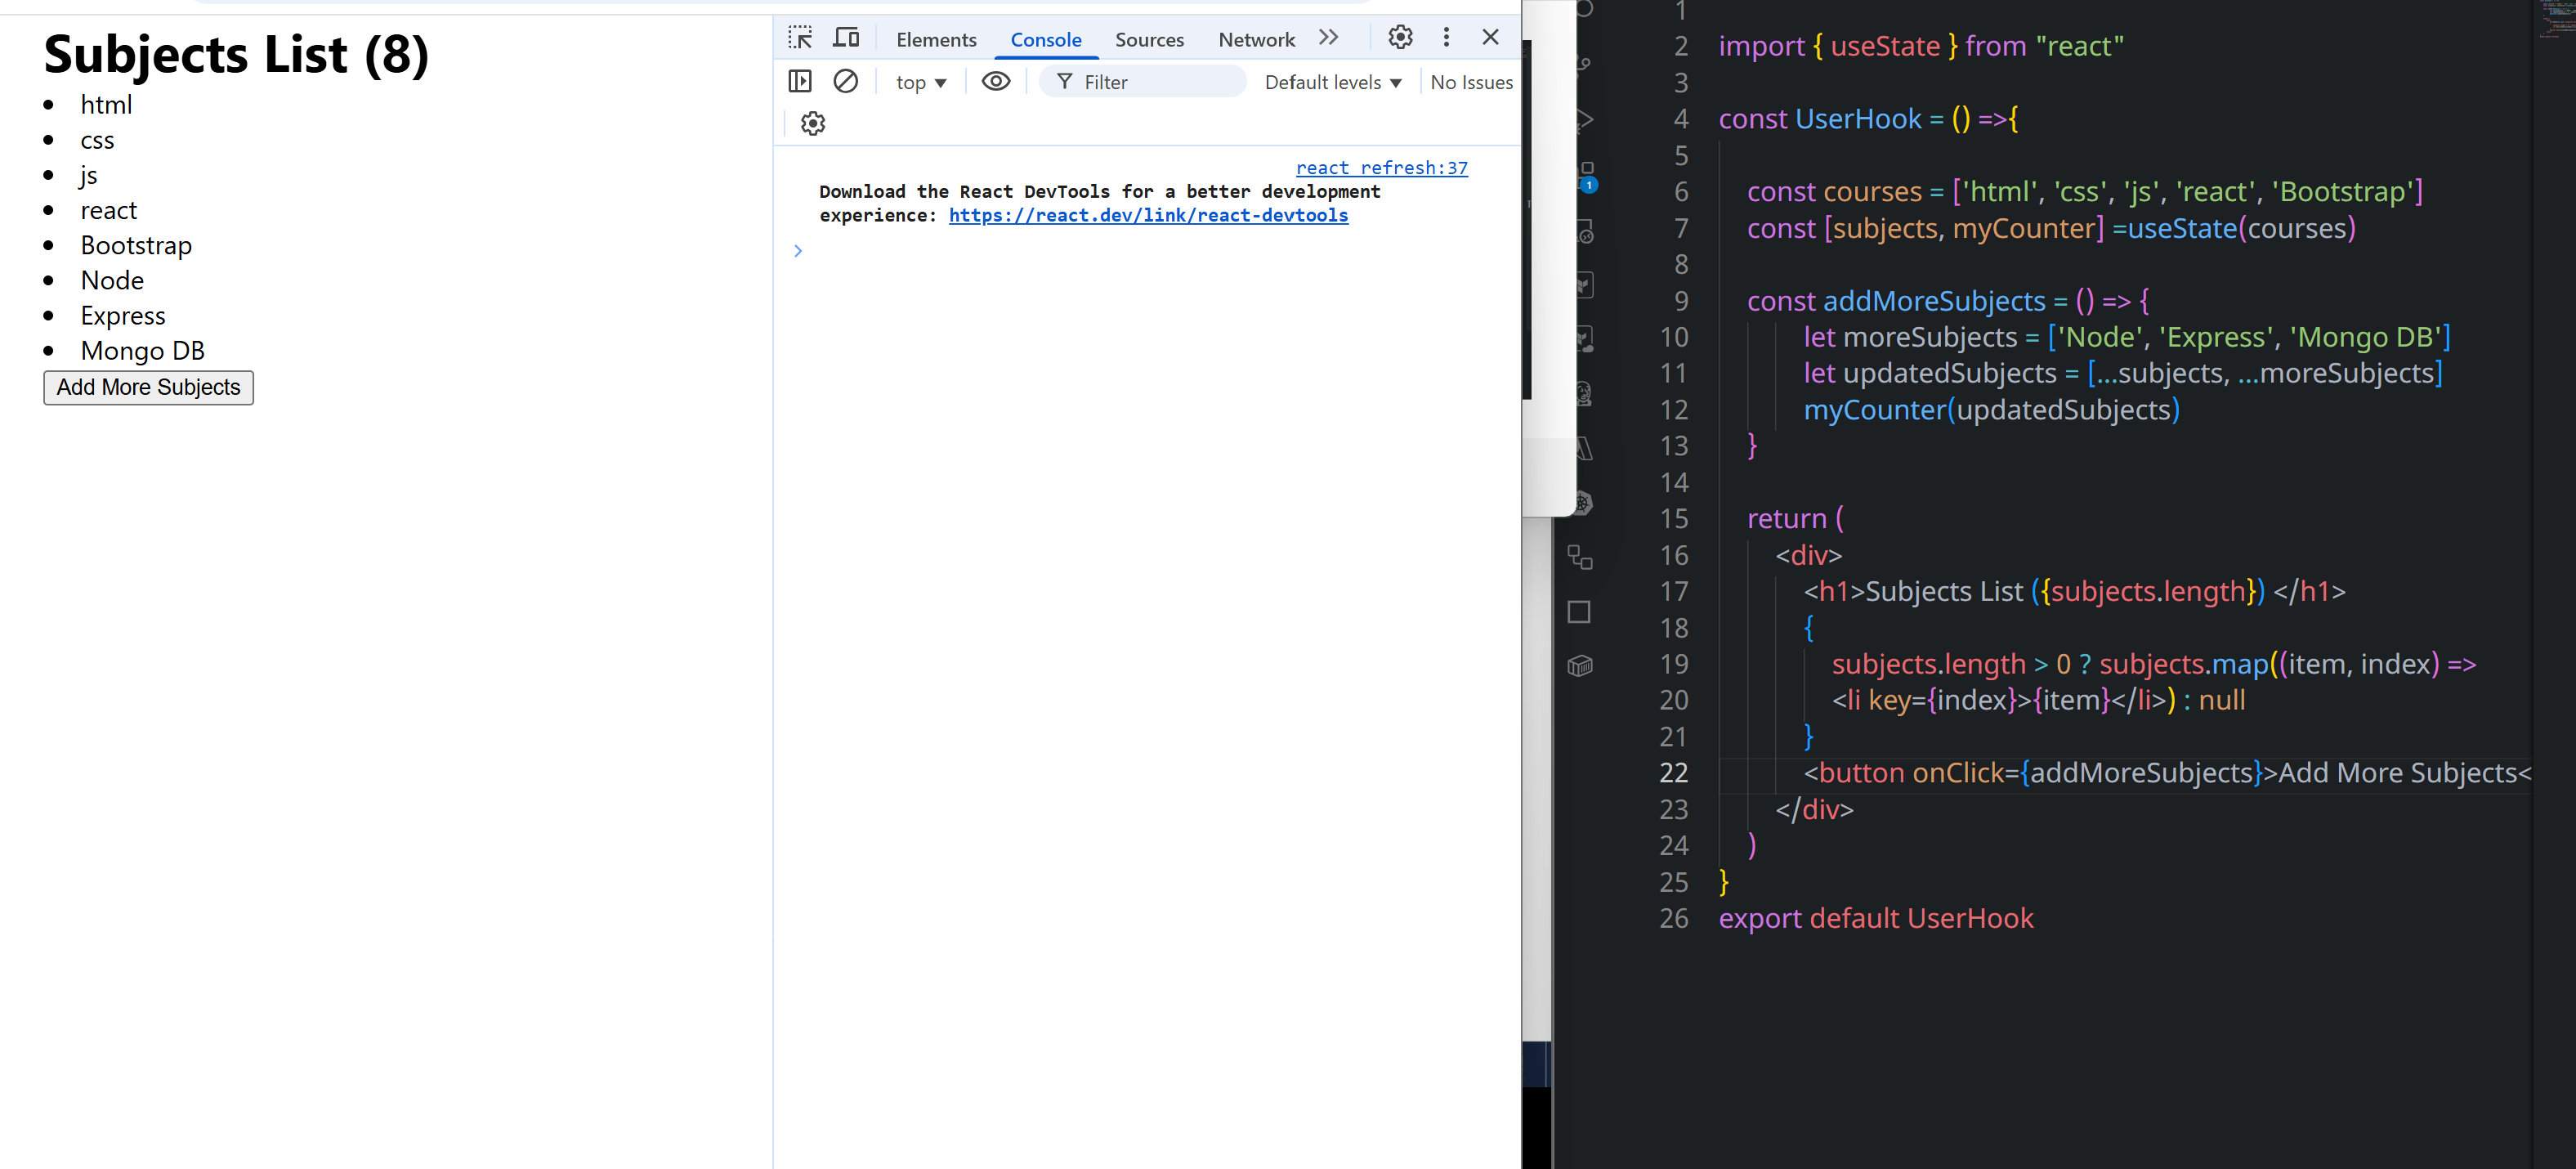 Subjects List (8)
html
css
js
react
Bootstrap
Node
Express
Mongo DB
Add More Subjects
Elements Console Sources Network
top Filter Default levels No Issues
react refresh:37
Download the React DevTools for a better development
experience: https://react.dev/link/react-devtools
1
1
2 import { useState } from "react"
3
4 const UserHook = () =>{
5
6 const courses = ['html', 'css', 'js', 'react', 'Bootstrap']
7 const [subjects, myCounter] =useState(courses)
8
9 const addMoreSubjects = () => {
10 let moreSubjects = ['Node', 'Express', 'Mongo DB']
11 let updatedSubjects = [...subjects, ...moreSubjects]
12 myCounter(updatedSubjects)
13 }
14
15 return (
16 <div>
17 <h1>Subjects List ({subjects.length}) </h1>
18 {
19 subjects.length > 0 ? subjects.map((item, index) =>
20 <li key={index}>{item}</li>) : null
21 }
22 <button onClick={addMoreSubjects}>Add More Subjects<
23 </div>
24 )
25 }
26 export default UserHook